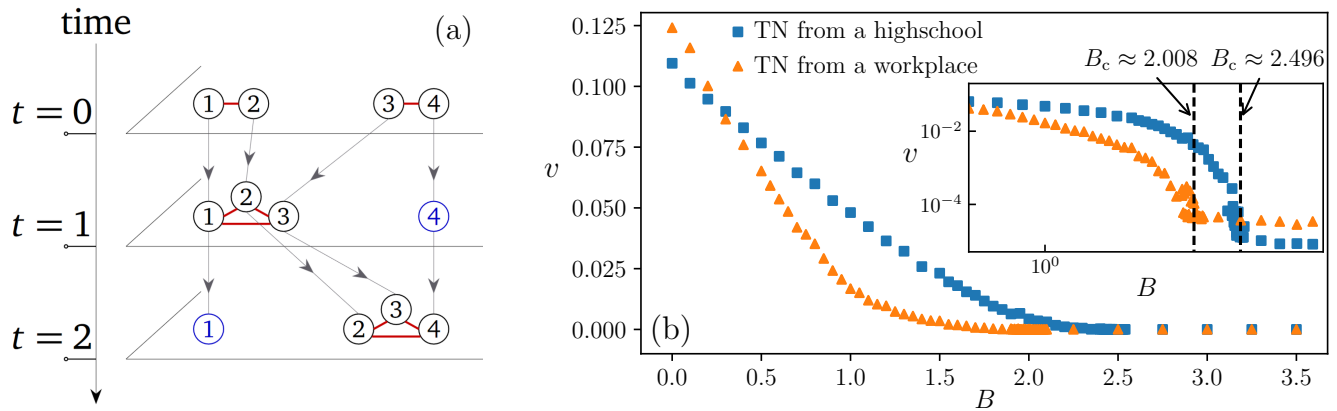 time
(a)
t = 0
1 2 3 4
t = 1
1 2 3 4
t = 2
1 2 3 4
0.125
0.100
0.075
0.050
0.025
0.000
v
TN from a highschool
TN from a workplace
B_c ≈ 2.008 B_c ≈ 2.496
10^{-2}
10^{-4}
v
10^0
B
(b)
0.0 0.5 1.0 1.5 2.0 2.5 3.0 3.5
B